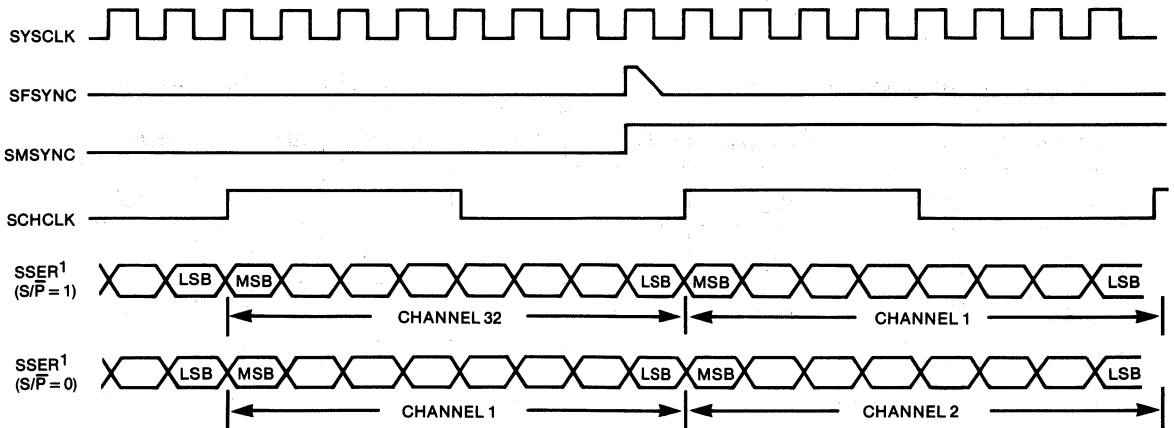 SYSCLK
SFSYNC
SMSYNC
SCHCLK
SSER¹
(S/P̅ = 1)
LSB MSB LSB MSB LSB
CHANNEL 32 CHANNEL 1
SSER¹
(S/P̅ = 0)
LSB MSB LSB MSB LSB
CHANNEL 1 CHANNEL 2